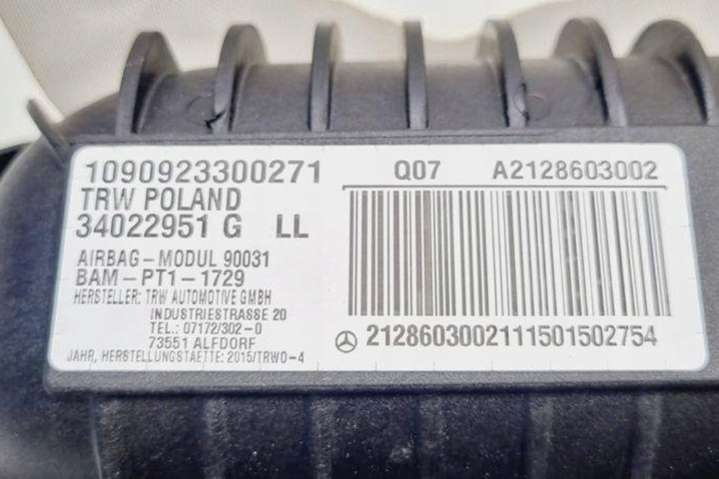 1090923300271 Q07 A2128603002
TRW POLAND
34022951 G LL
AIRBAG-MODUL 90031
BAM-PT1-1729
HERSTELLER: TRW AUTOMOTIVE GMBH
INDUSTRIESTRASSE 20
TEL.: 07172/302-0
73551 ALFDORF
JAHR, HERSTELLUNGSTAETTE: 2015/TRWO-4
2128603002111501502754